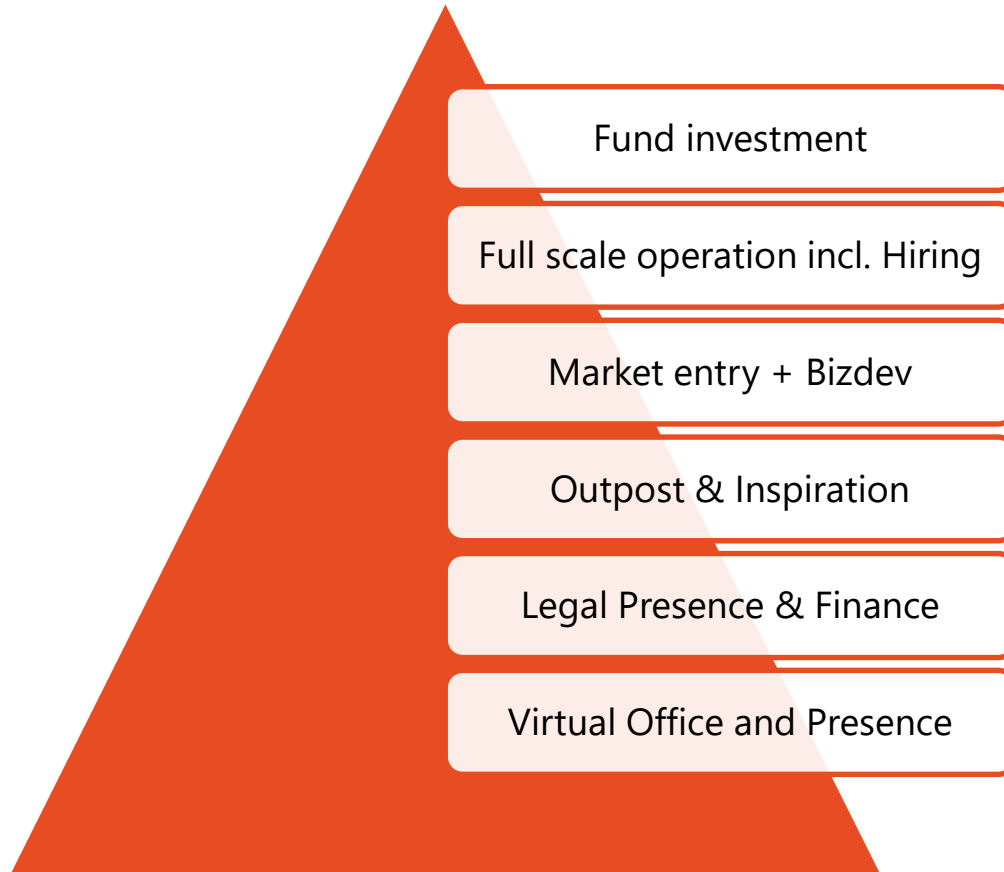 Fund investment
Full scale operation incl. Hiring
Market entry + Bizdev
Outpost & Inspiration
Legal Presence & Finance
Virtual Office and Presence